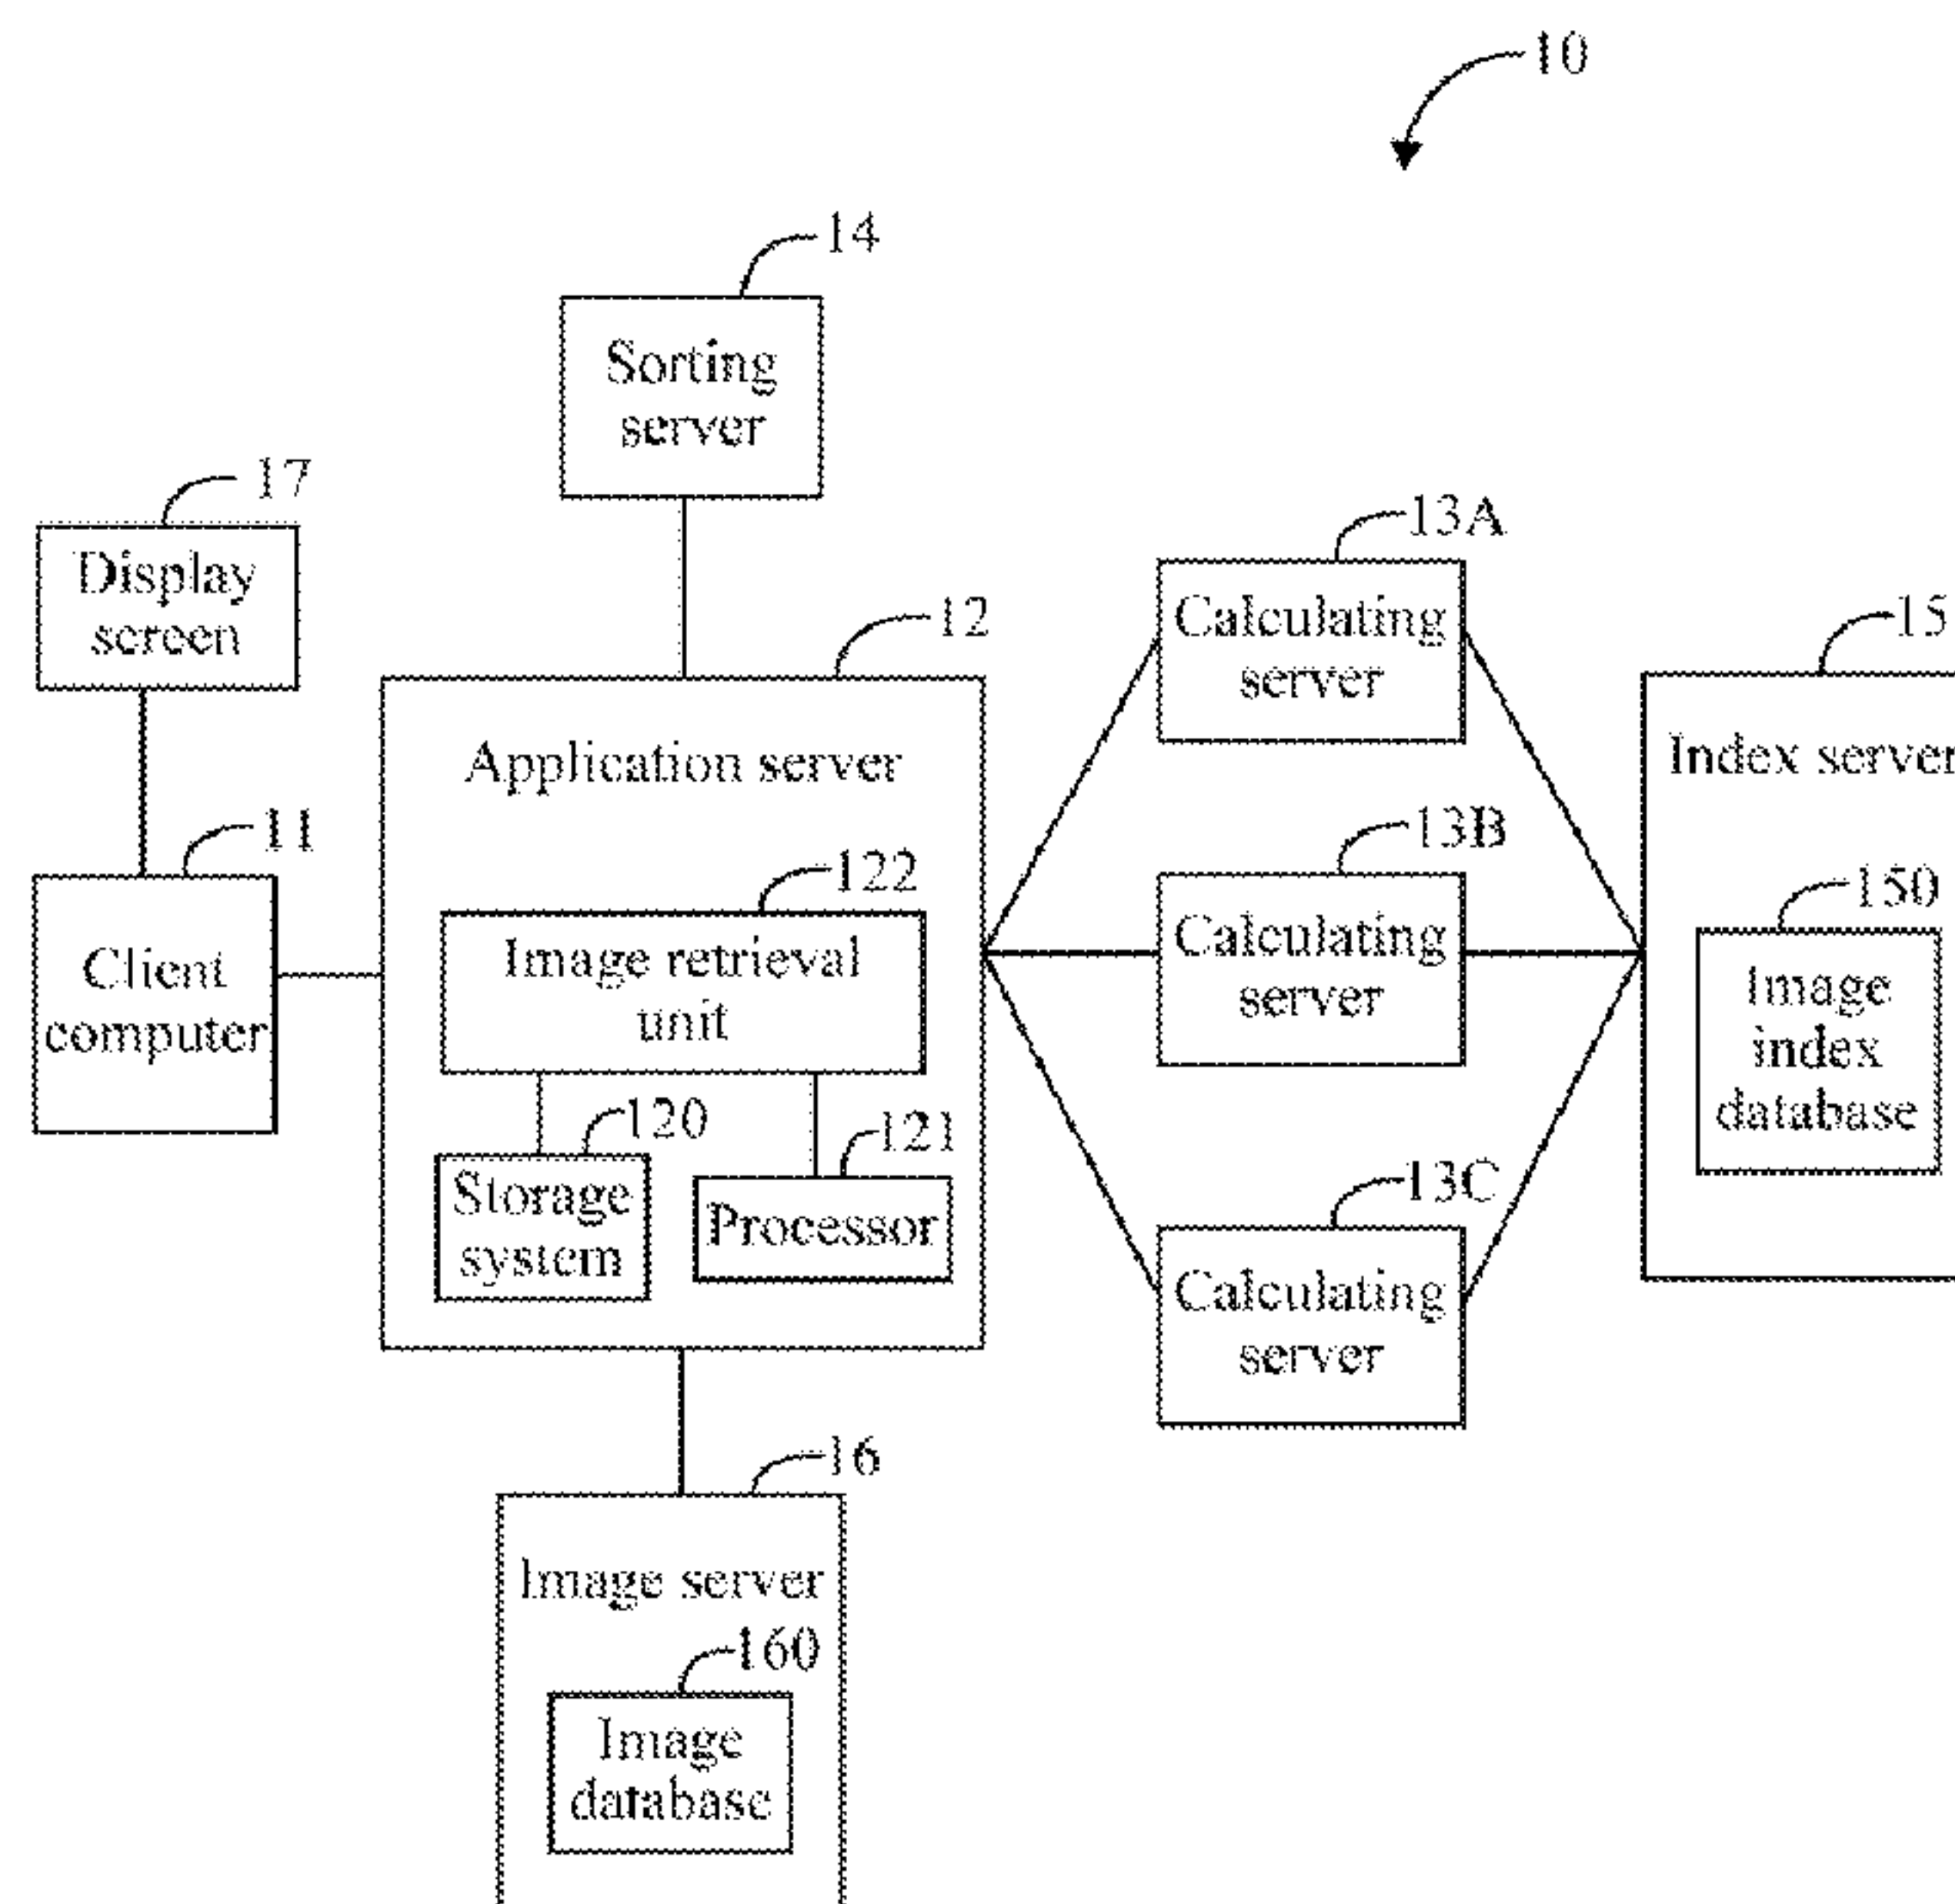 10
14
Sorting
server
17
Display
screen
12
Application server
11
Client
computer
122
Image retrieval
unit
120
Storage
system
121
Processor
13A
Calculating
server
13B
Calculating
server
13C
Calculating
server
15
Index server
150
Image
index
database
16
Image server
160
Image
database